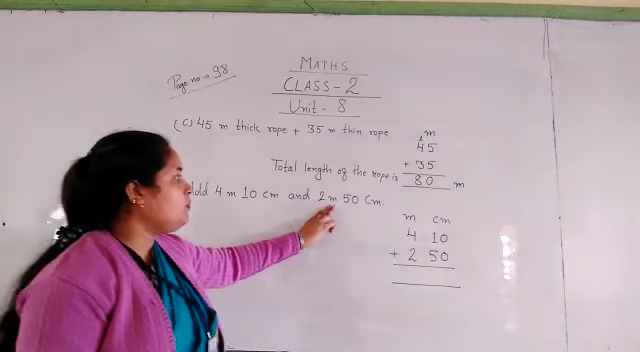 Page no → 98
MATHS
CLASS-2
Unit - 8
(C) 45 m thick rope + 35 m thin rope
m
1
45
+ 35
Total length of the rope is 80 m
Add 4 m 10 cm and 2 m 50 Cm.
m cm
4 10
+ 2 50